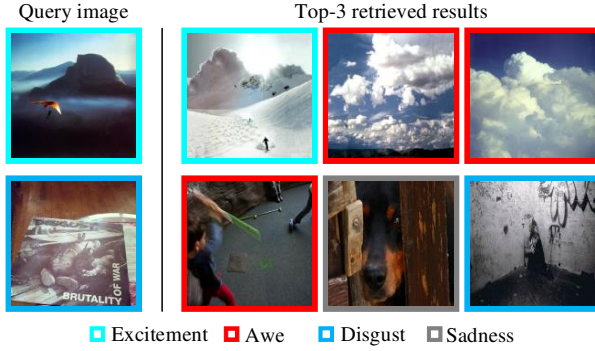 Query image
Top-3 retrieved results
BRUTALITY OF WAR
Excitement
Awe
Disgust
Sadness